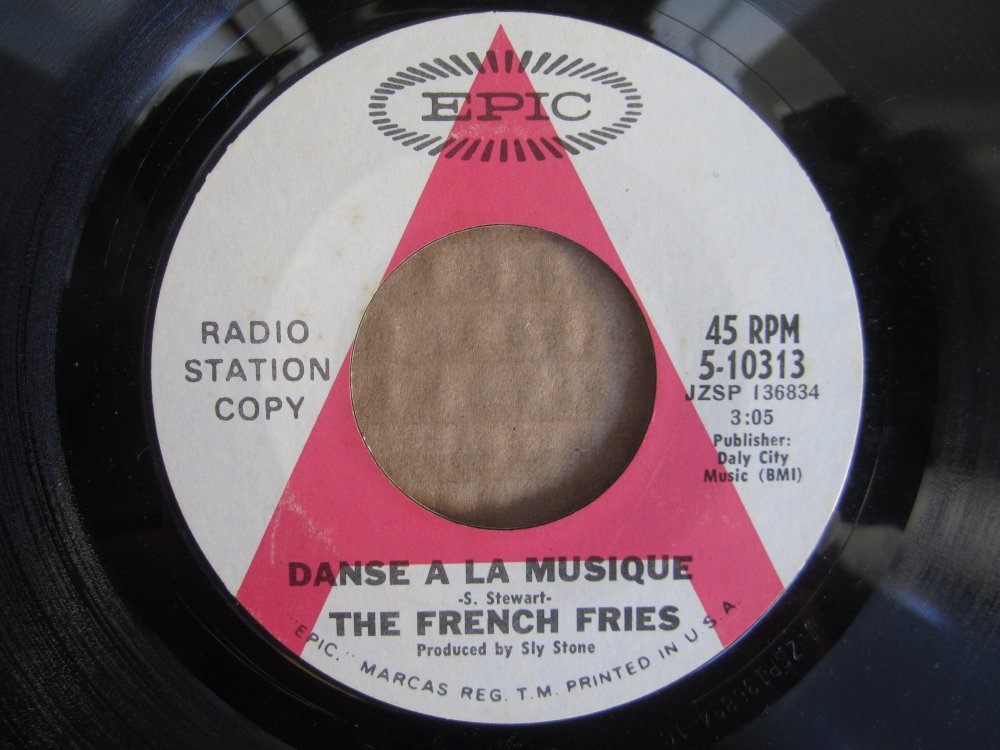 EPIC
RADIO
STATION
COPY
45 RPM
5-10313
JZSP 136834
3:05
Publisher:
Daly City
Music (BMI)
DANSE A LA MUSIQUE
-S. Stewart-
THE FRENCH FRIES
Produced by Sly Stone
"EPIC," MARCAS REG. T.M. PRINTED IN U.S.A.